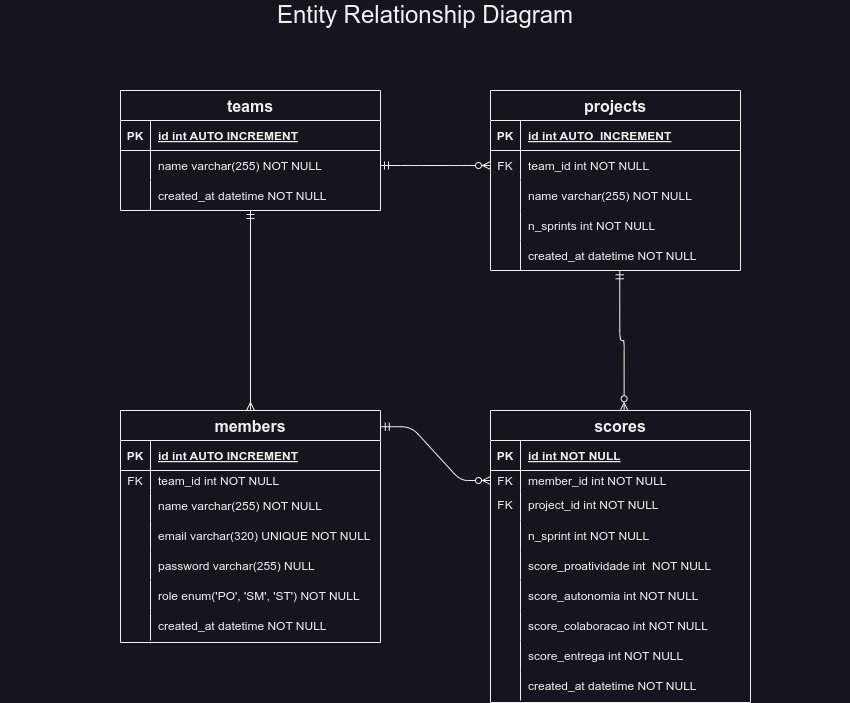 Entity Relationship Diagram
teams
PK id int AUTO INCREMENT
name varchar(255) NOT NULL
created_at datetime NOT NULL
projects
PK id int AUTO  INCREMENT
FK team_id int NOT NULL
name varchar(255) NOT NULL
n_sprints int NOT NULL
created_at datetime NOT NULL
members
PK id int AUTO INCREMENT
FK team_id int NOT NULL
name varchar(255) NOT NULL
email varchar(320) UNIQUE NOT NULL
password varchar(255) NULL
role enum('PO', 'SM', 'ST') NOT NULL
created_at datetime NOT NULL
scores
PK id int NOT NULL
FK member_id int NOT NULL
FK project_id int NOT NULL
n_sprint int NOT NULL
score_proatividade int  NOT NULL
score_autonomia int NOT NULL
score_colaboracao int NOT NULL
score_entrega int NOT NULL
created_at datetime NOT NULL